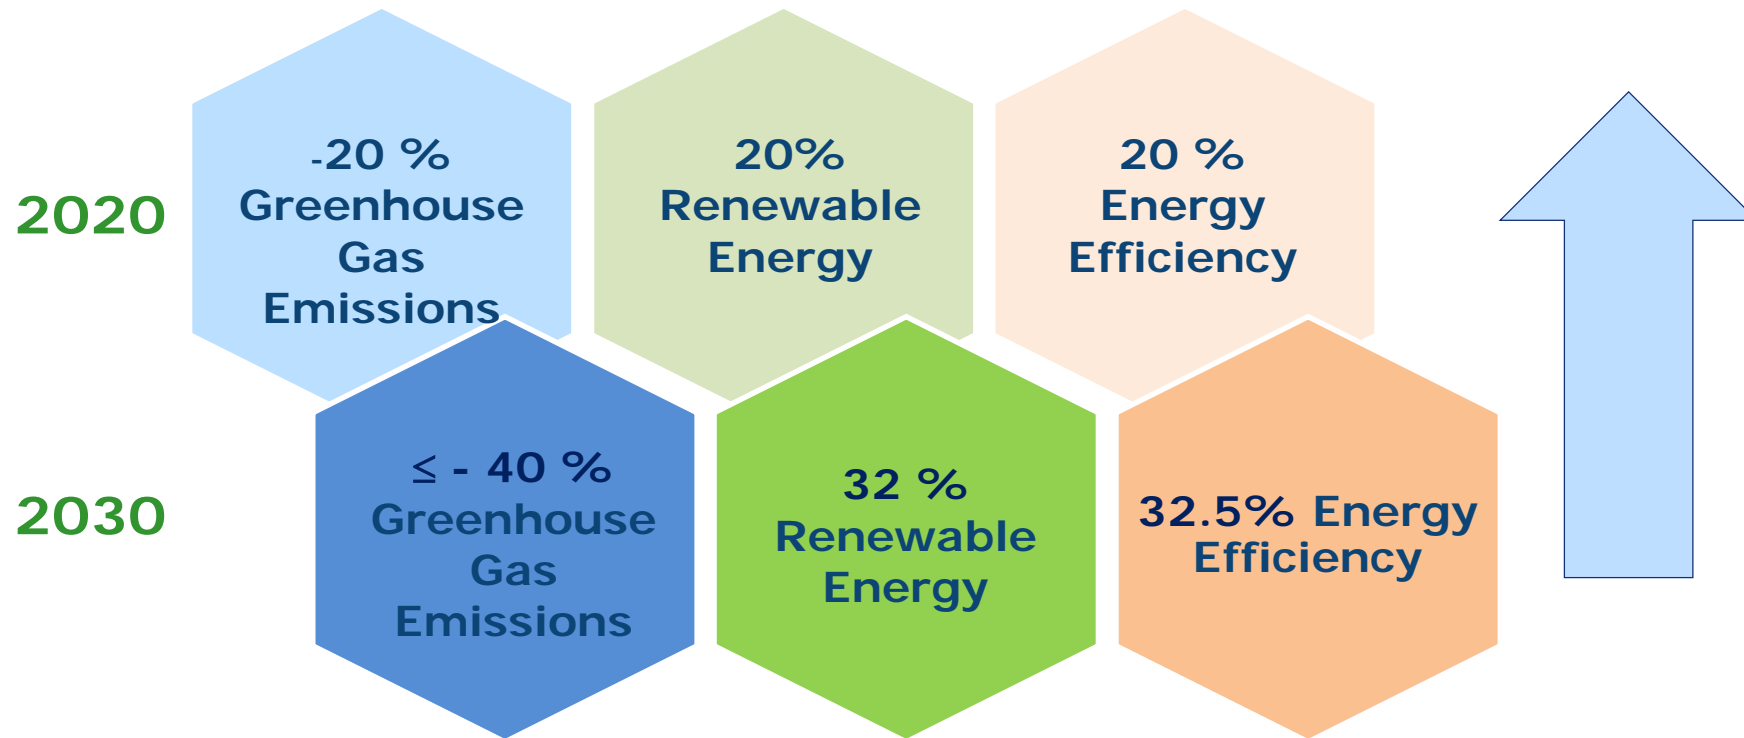 2020
-20 %
Greenhouse
Gas
Emissions
20%
Renewable
Energy
20 %
Energy
Efficiency
2030
≤ - 40 %
Greenhouse
Gas
Emissions
32 %
Renewable
Energy
32.5% Energy
Efficiency